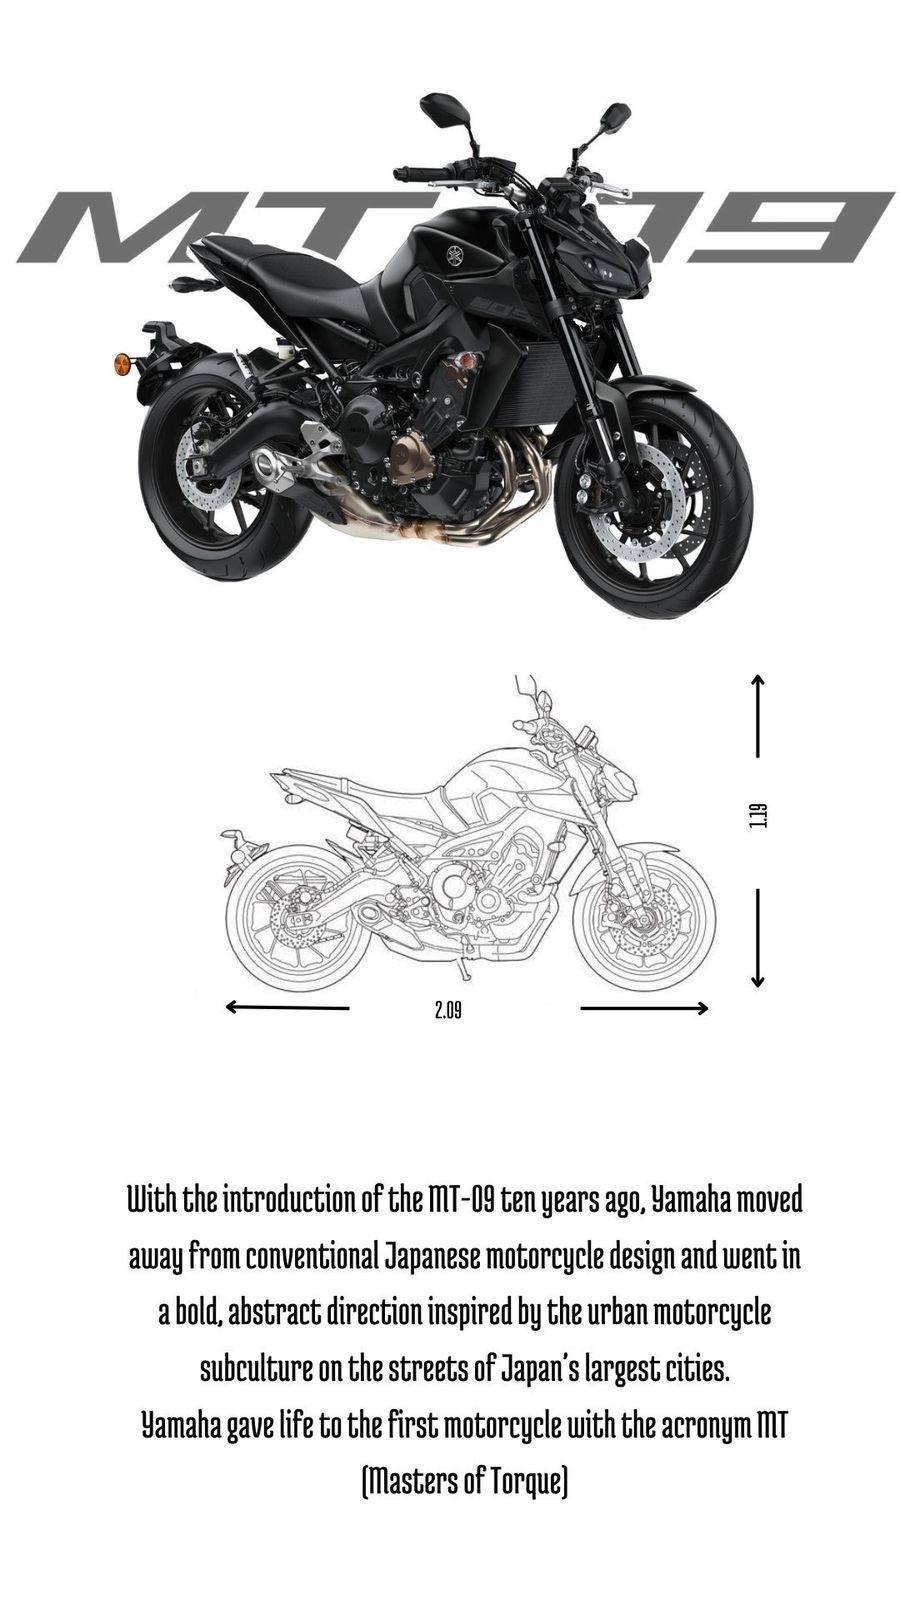 MT-09
1.19
2.09
With the introduction of the MT-09 ten years ago, Yamaha moved
away from conventional Japanese motorcycle design and went in
a bold, abstract direction inspired by the urban motorcycle
subculture on the streets of Japan's largest cities.
Yamaha gave life to the first motorcycle with the acronym MT
(Masters of Torque)